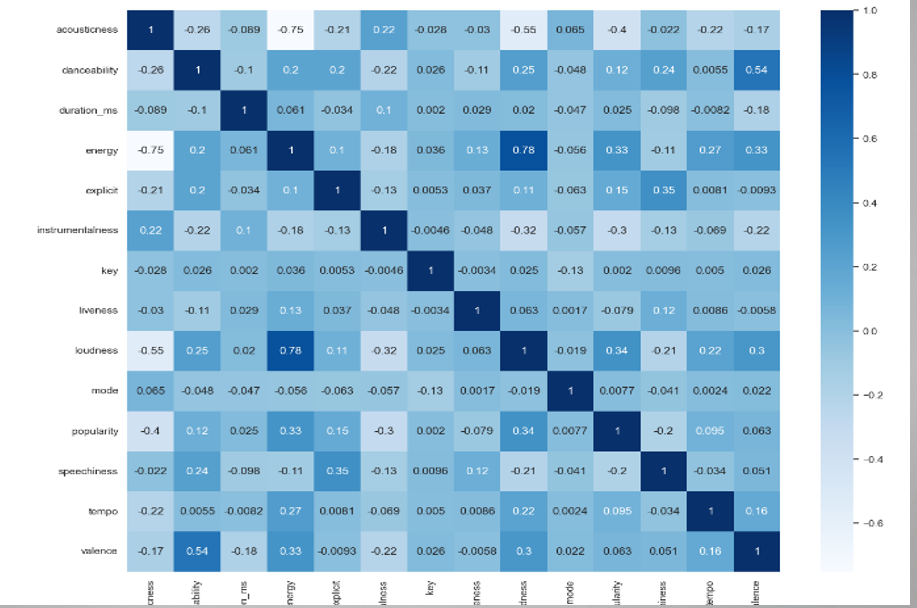 acousticness 1 -0.26 -0.089 -0.75 -0.21 0.22 -0.028 -0.03 -0.55 0.065 -0.4 -0.022 -0.22 -0.17
danceability -0.26 1 -0.1 0.2 0.2 -0.22 0.026 -0.11 0.25 -0.048 0.12 0.24 0.0055 0.54
duration_ms -0.089 -0.1 1 0.061 -0.034 0.1 0.002 0.029 0.02 -0.047 0.025 -0.098 -0.0082 -0.18
energy -0.75 0.2 0.061 1 0.1 -0.18 0.036 0.13 0.78 -0.056 0.33 -0.11 0.27 0.33
explicit -0.21 0.2 -0.034 0.1 1 -0.13 0.0053 0.037 0.11 -0.063 0.15 0.35 0.0081 -0.0093
instrumentalness 0.22 -0.22 0.1 -0.18 -0.13 1 -0.0046 -0.048 -0.32 -0.057 -0.3 -0.13 -0.069 -0.22
key -0.028 0.026 0.002 0.036 0.0053 -0.0046 1 -0.0034 0.025 -0.13 0.002 0.0096 0.005 0.026
liveness -0.03 -0.11 0.029 0.13 0.037 -0.048 -0.0034 1 0.063 0.0017 -0.079 0.12 0.0086 -0.0058
loudness -0.55 0.25 0.02 0.78 0.11 -0.32 0.025 0.063 1 -0.019 0.34 -0.21 0.22 0.3
mode 0.065 -0.048 -0.047 -0.056 -0.063 -0.057 -0.13 0.0017 -0.019 1 0.0077 -0.041 0.0024 0.022
popularity -0.4 0.12 0.025 0.33 0.15 -0.3 0.002 -0.079 0.34 0.0077 1 -0.2 0.095 0.063
speechiness -0.022 0.24 -0.098 -0.11 0.35 -0.13 0.0096 0.12 -0.21 -0.041 -0.2 1 -0.034 0.051
tempo -0.22 0.0055 -0.0082 0.27 0.0081 -0.069 0.005 0.0086 0.22 0.0024 0.095 -0.034 1 0.16
valence -0.17 0.54 -0.18 0.33 -0.0093 -0.22 0.026 -0.0058 0.3 0.022 0.063 0.051 0.16 1
key
mode
1.0
0.8
0.6
0.4
0.2
0.0
-0.2
-0.4
-0.6